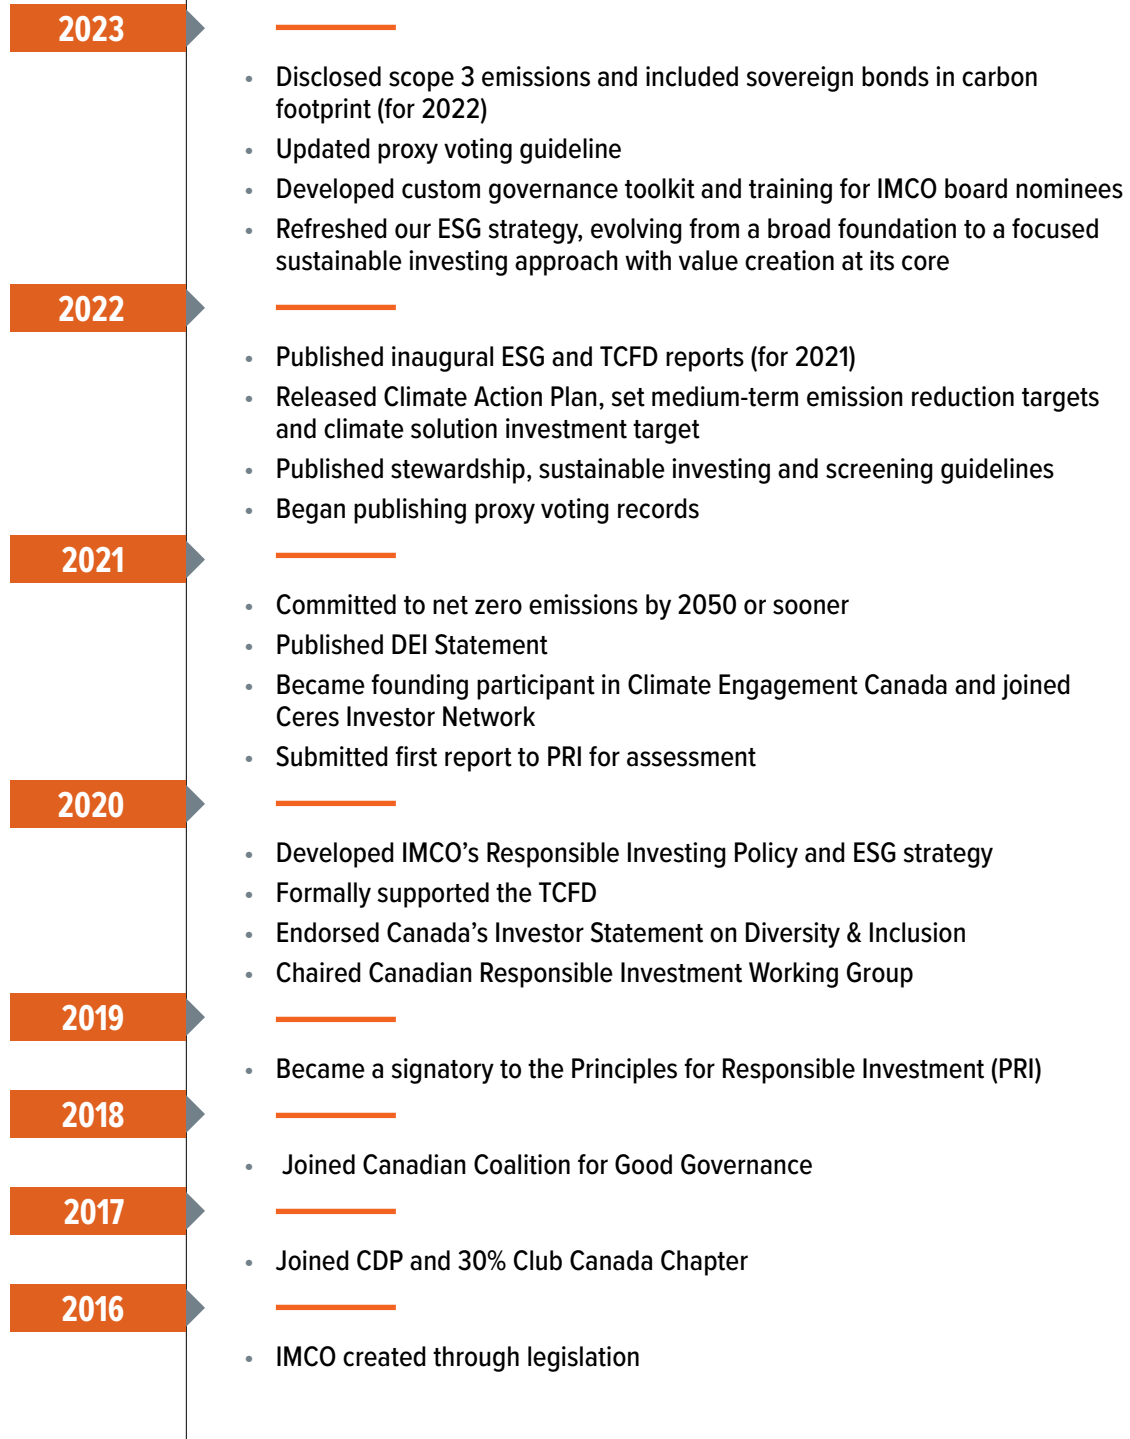 2023
• Disclosed scope 3 emissions and included sovereign bonds in carbon
footprint (for 2022)
• Updated proxy voting guideline
• Developed custom governance toolkit and training for IMCO board nominees
• Refreshed our ESG strategy, evolving from a broad foundation to a focused
sustainable investing approach with value creation at its core
2022
• Published inaugural ESG and TCFD reports (for 2021)
• Released Climate Action Plan, set medium-term emission reduction targets
and climate solution investment target
• Published stewardship, sustainable investing and screening guidelines
• Began publishing proxy voting records
2021
• Committed to net zero emissions by 2050 or sooner
• Published DEI Statement
• Became founding participant in Climate Engagement Canada and joined
Ceres Investor Network
• Submitted first report to PRI for assessment
2020
• Developed IMCO’s Responsible Investing Policy and ESG strategy
• Formally supported the TCFD
• Endorsed Canada’s Investor Statement on Diversity & Inclusion
• Chaired Canadian Responsible Investment Working Group
2019
• Became a signatory to the Principles for Responsible Investment (PRI)
2018
• Joined Canadian Coalition for Good Governance
2017
• Joined CDP and 30% Club Canada Chapter
2016
• IMCO created through legislation